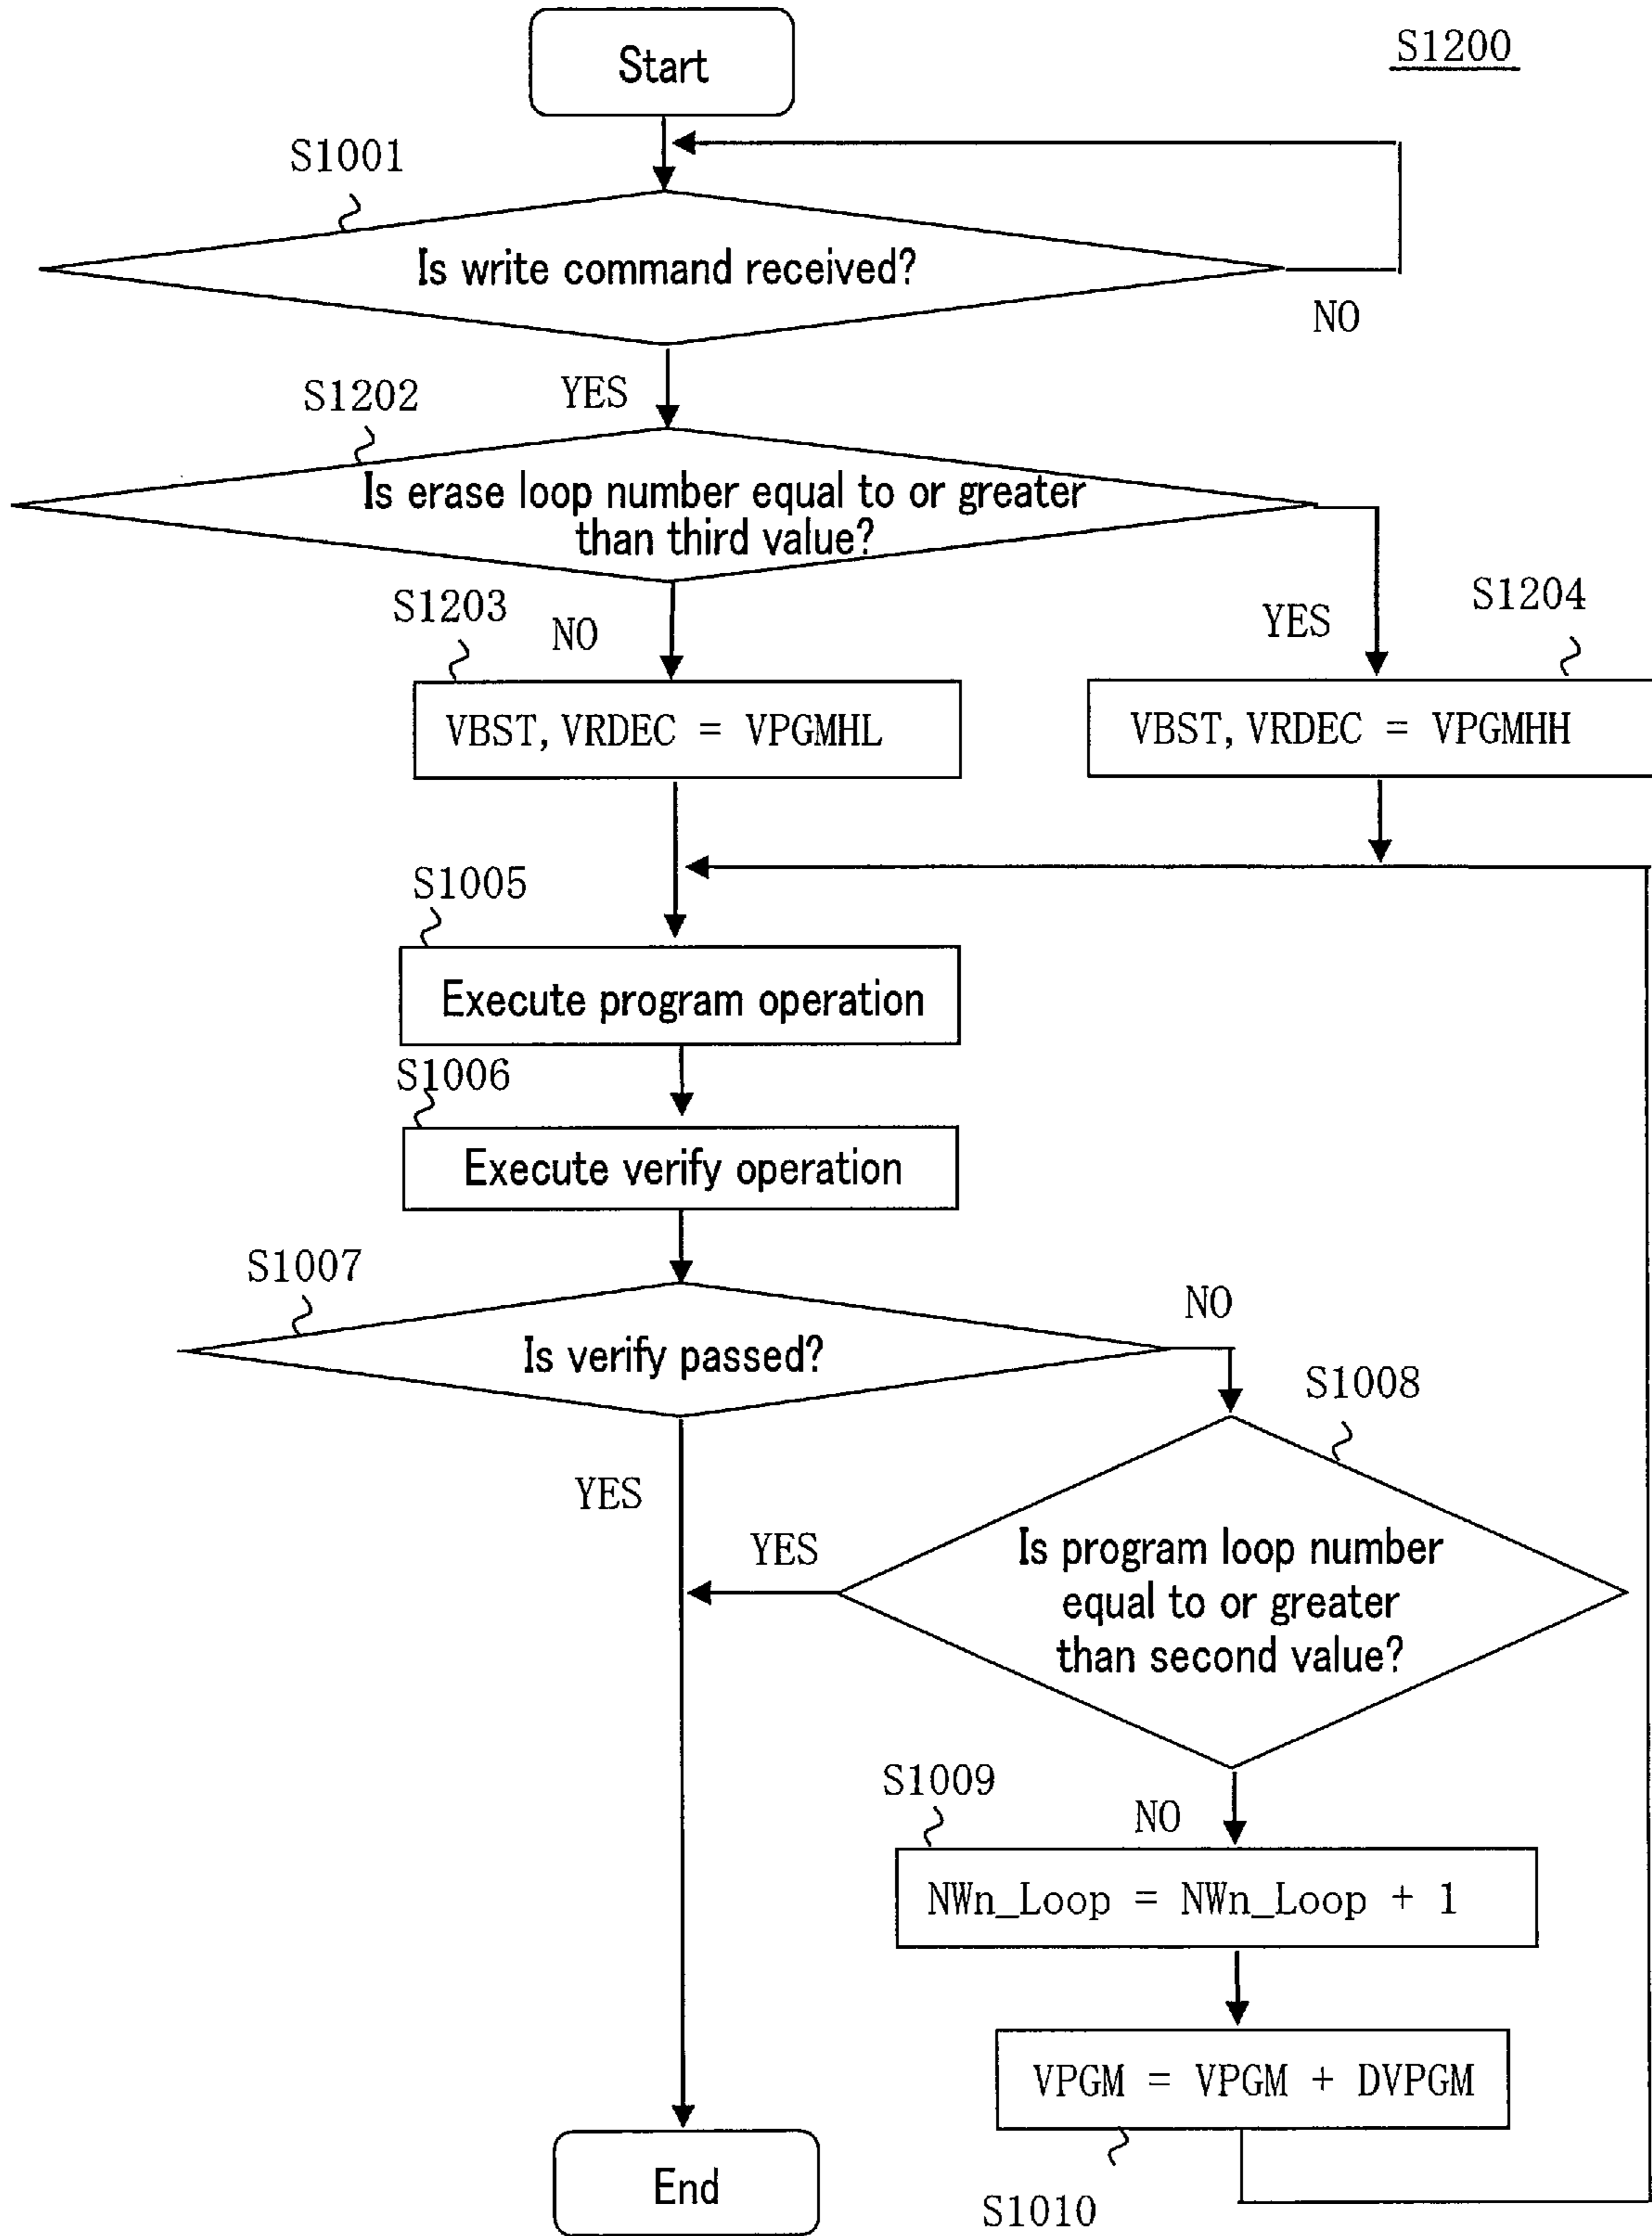 S1200
Start
S1001
Is write command received?
NO
YES
S1202
Is erase loop number equal to or greater
than third value?
S1203
NO
YES
S1204
VBST, VRDEC = VPGMHL
VBST, VRDEC = VPGMHH
S1005
Execute program operation
S1006
Execute verify operation
S1007
NO
Is verify passed?
S1008
YES
YES
Is program loop number
equal to or greater
than second value?
S1009
NO
NWn_Loop = NWn_Loop + 1
VPGM = VPGM + DVPGM
End
S1010